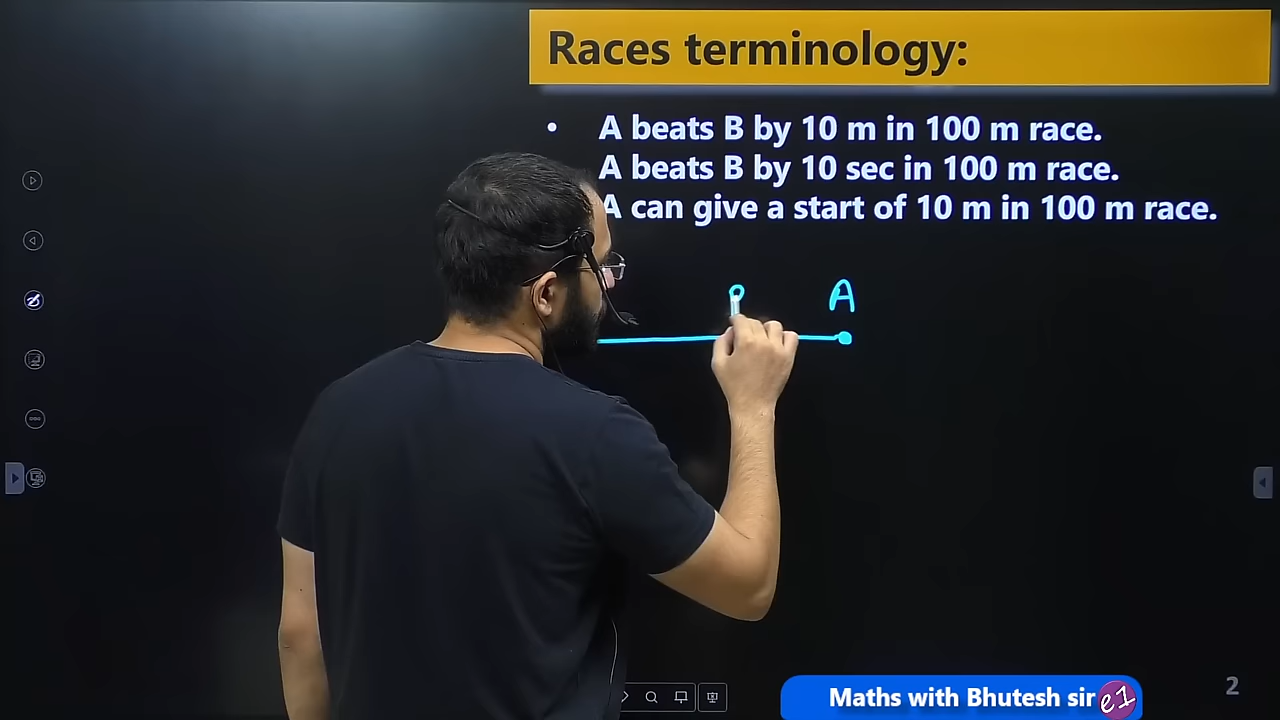 Races terminology:
• A beats B by 10 m in 100 m race.
A beats B by 10 sec in 100 m race.
A can give a start of 10 m in 100 m race.
A
Maths with Bhutesh sir e1
2